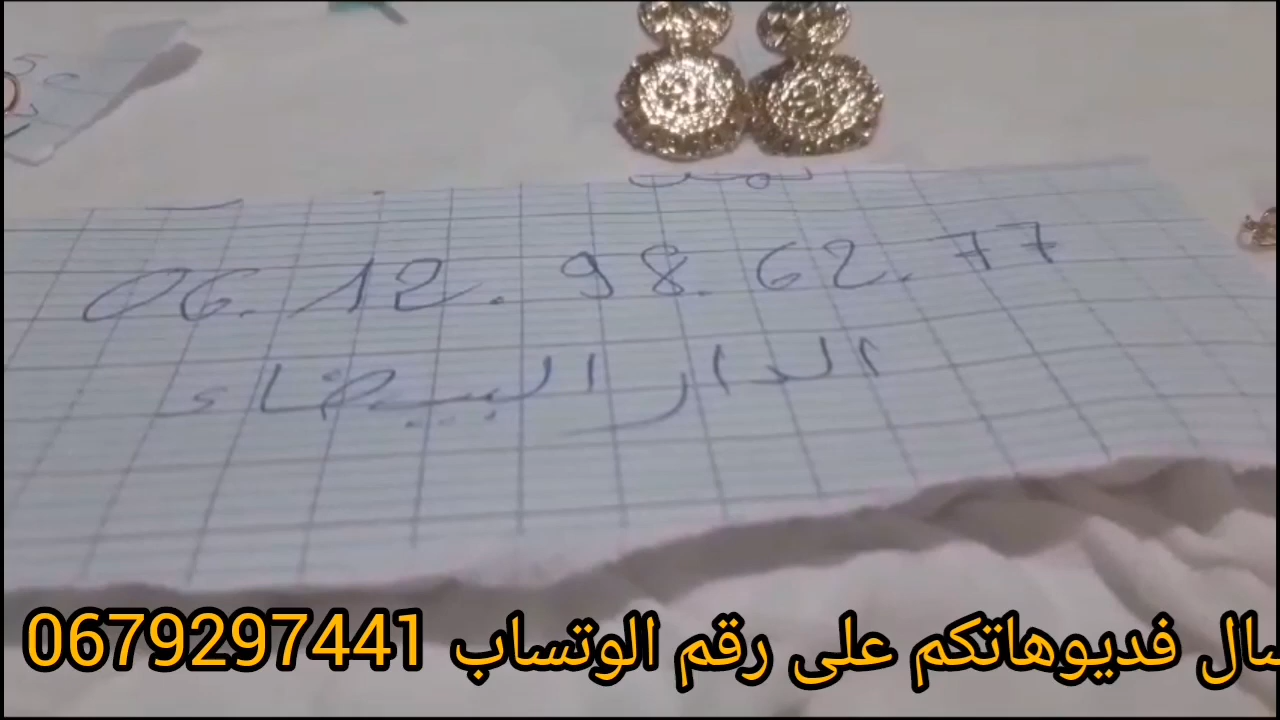 06.12.98.62.77
الدار البيضاء
سال فديوهاتكم على رقم الوتساب 0679297441